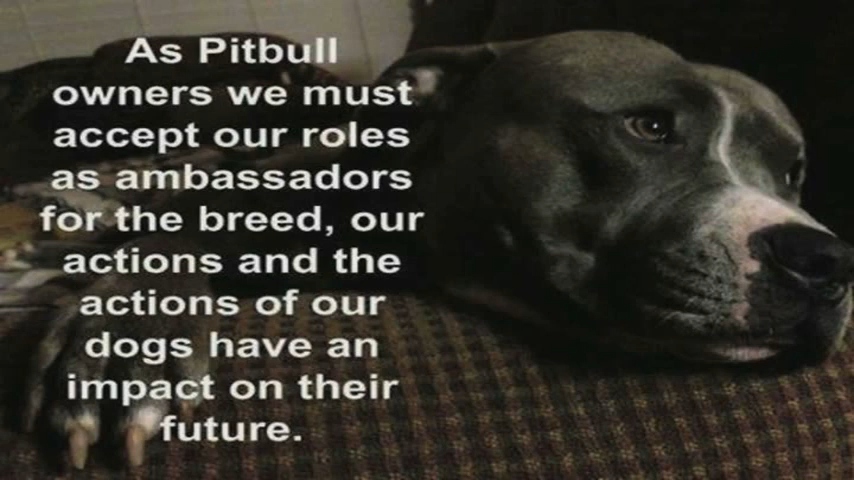 As Pitbull
owners we must
accept our roles
as ambassadors
for the breed, our
actions and the
actions of our
dogs have an
impact on their
future.